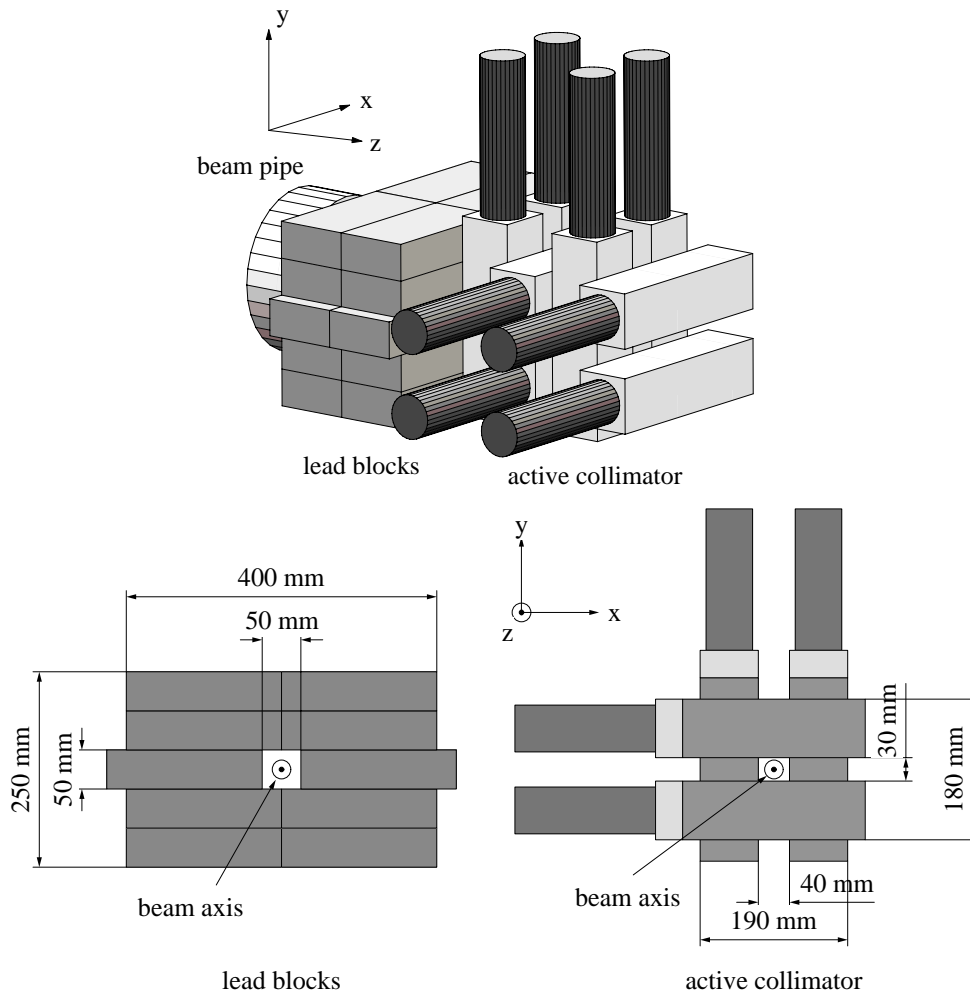 y
x
z
beam pipe
lead blocks
active collimator
400 mm
50 mm
250 mm
50 mm
beam axis
lead blocks
y
x
z
30 mm
180 mm
40 mm
190 mm
beam axis
active collimator